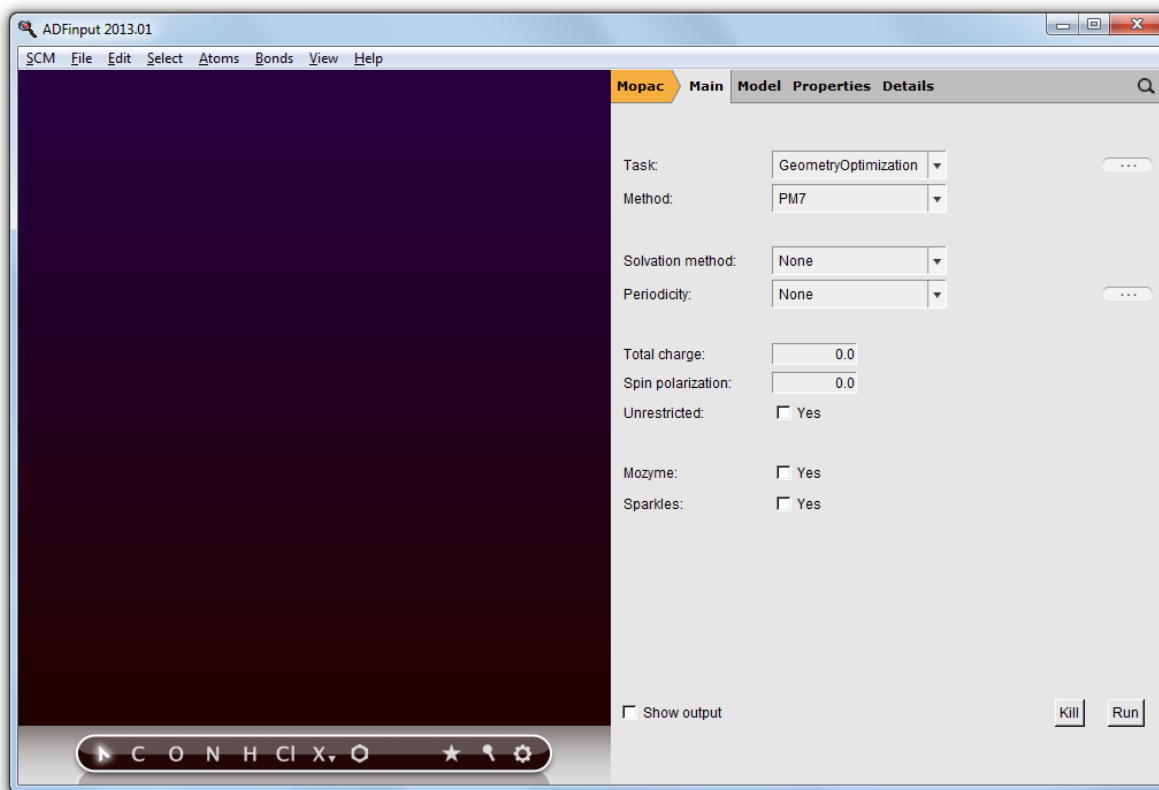 ADFinput 2013.01
SCM File Edit Select Atoms Bonds View Help
Mopac Main Model Properties Details
Task: GeometryOptimization
Method: PM7
Solvation method: None
Periodicity: None
Total charge: 0.0
Spin polarization: 0.0
Unrestricted: Yes
Mozyme: Yes
Sparkles: Yes
Show output Kill Run
C O N H Cl X